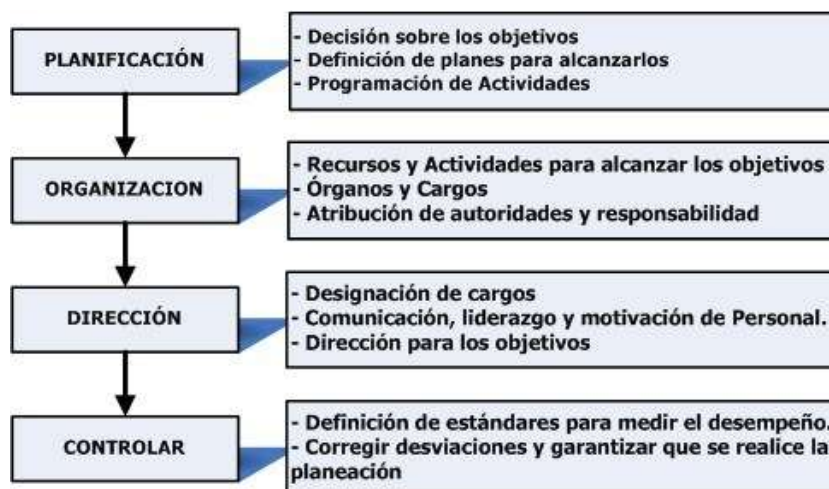 PLANIFICACIÓN
- Decisión sobre los objetivos
- Definición de planes para alcanzarlos
- Programación de Actividades
ORGANIZACION
- Recursos y Actividades para alcanzar los objetivos
- Órganos y Cargos
- Atribución de autoridades y responsabilidad
DIRECCIÓN
- Designación de cargos
- Comunicación, liderazgo y motivación de Personal.
- Dirección para los objetivos
CONTROLAR
- Definición de estándares para medir el desempeño.
- Corregir desviaciones y garantizar que se realice la
planeación